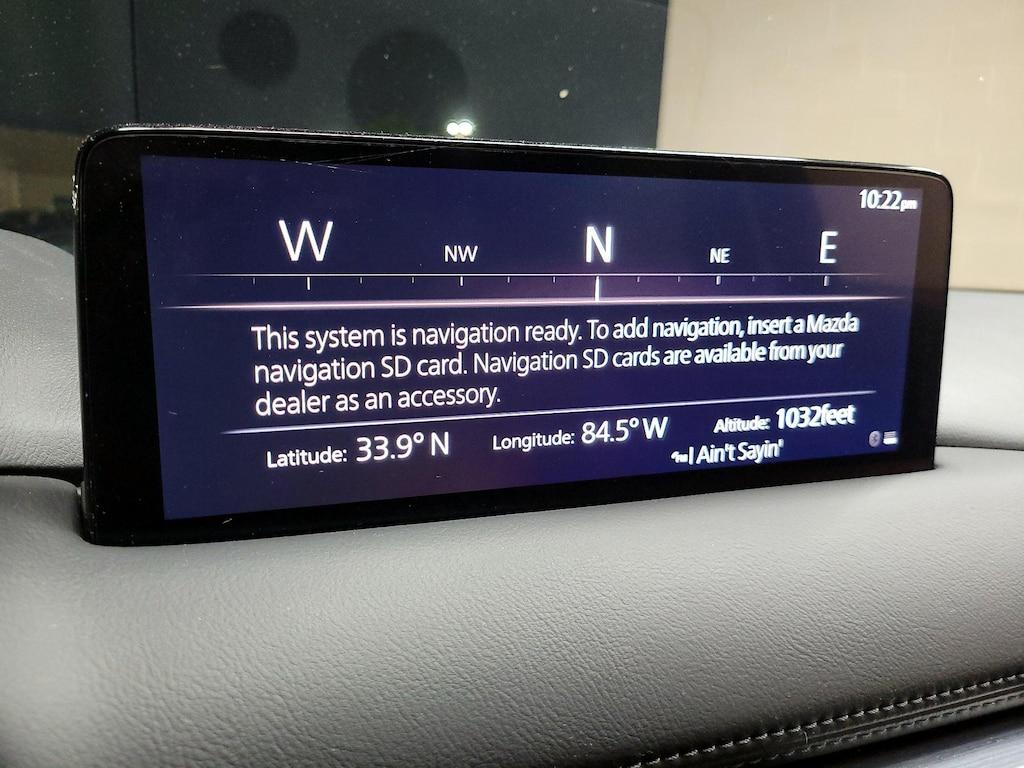 10:22pm
W NW N NE E
This system is navigation ready. To add navigation, insert a Mazda
navigation SD card. Navigation SD cards are available from your
dealer as an accessory.
Latitude: 33.9° N Longitude: 84.5° W Altitude: 1032feet
I Ain't Sayin'